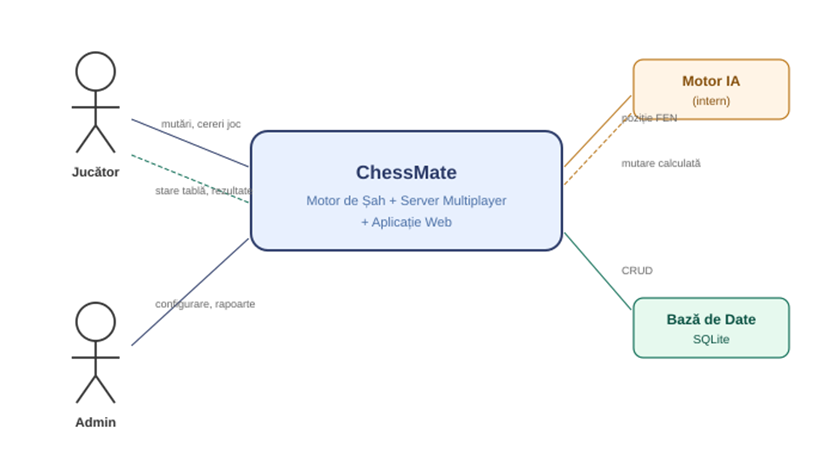 Jucător
mutări, cereri joc
stare tablă, rezultate
ChessMate
Motor de Șah + Server Multiplayer
+ Aplicație Web
Motor IA
(intern)
poziție FEN
mutare calculată
CRUD
Bază de Date
SQLite
configurare, rapoarte
Admin